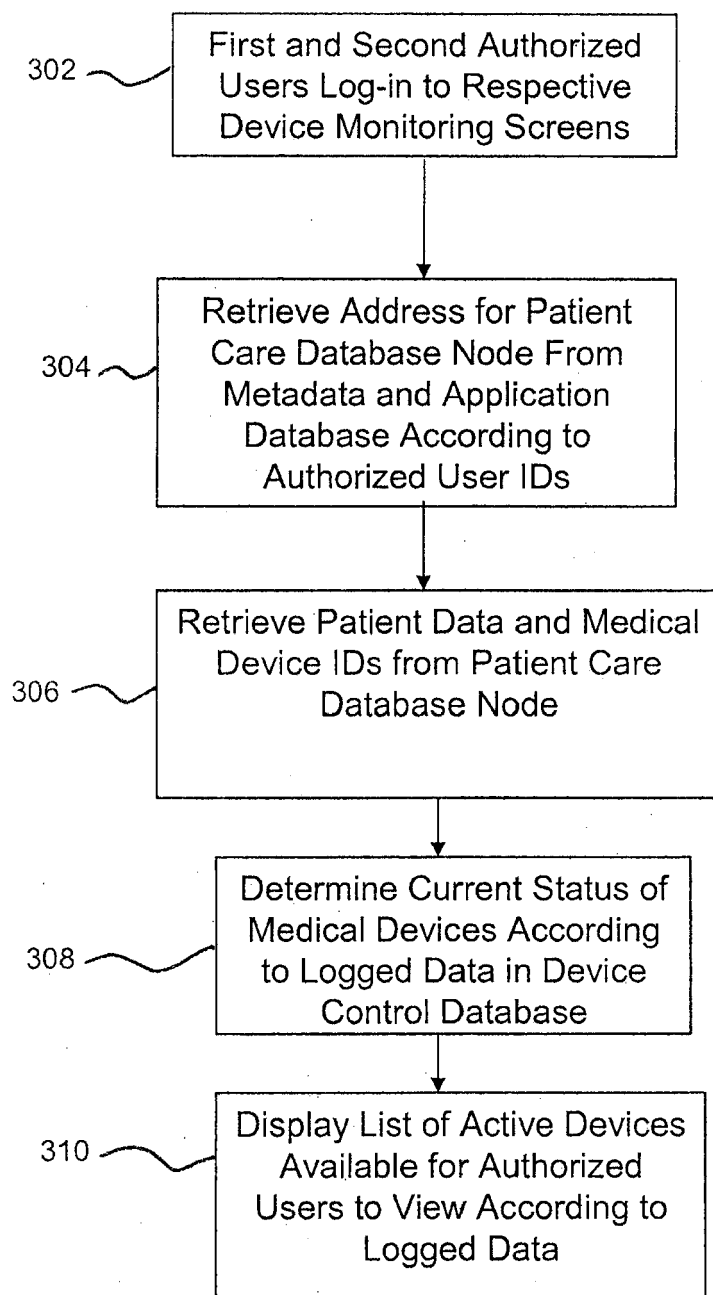 302
First and Second Authorized
Users Log-in to Respective
Device Monitoring Screens
304
Retrieve Address for Patient
Care Database Node From
Metadata and Application
Database According to
Authorized User IDs
306
Retrieve Patient Data and Medical
Device IDs from Patient Care
Database Node
308
Determine Current Status of
Medical Devices According
to Logged Data in Device
Control Database
310
Display List of Active Devices
Available for Authorized
Users to View According to
Logged Data